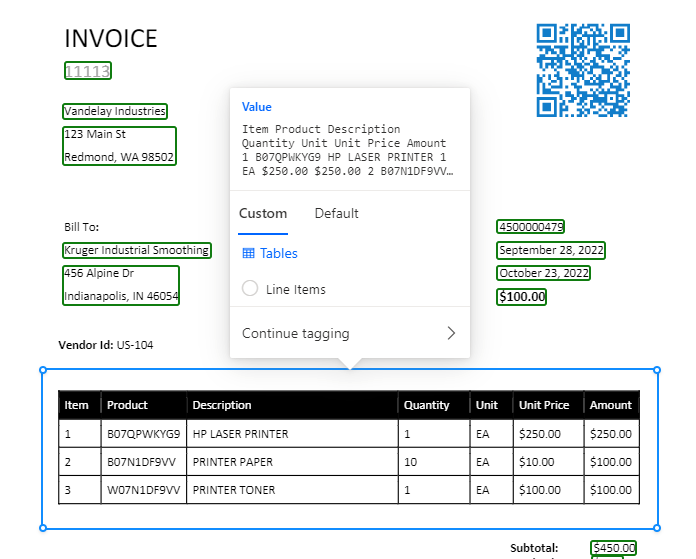 INVOICE
11113
Vandelay Industries
123 Main St
Redmond, WA 98502
Value
Item Product Description
Quantity Unit Unit Price Amount
1 B07QPWKYG9 HP LASER PRINTER 1
EA $250.00 $250.00 2 B07N1DF9VV…
Custom Default
Tables
Line Items
Continue tagging
Bill To:
Kruger Industrial Smoothing
456 Alpine Dr
Indianapolis, IN 46054
4500000479
September 28, 2022
October 23, 2022
$100.00
Vendor Id: US-104
Item Product Description Quantity Unit Unit Price Amount
1 B07QPWKYG9 HP LASER PRINTER 1 EA $250.00 $250.00
2 B07N1DF9VV PRINTER PAPER 10 EA $10.00 $100.00
3 W07N1DF9VV PRINTER TONER 1 EA $100.00 $100.00
Subtotal: $450.00